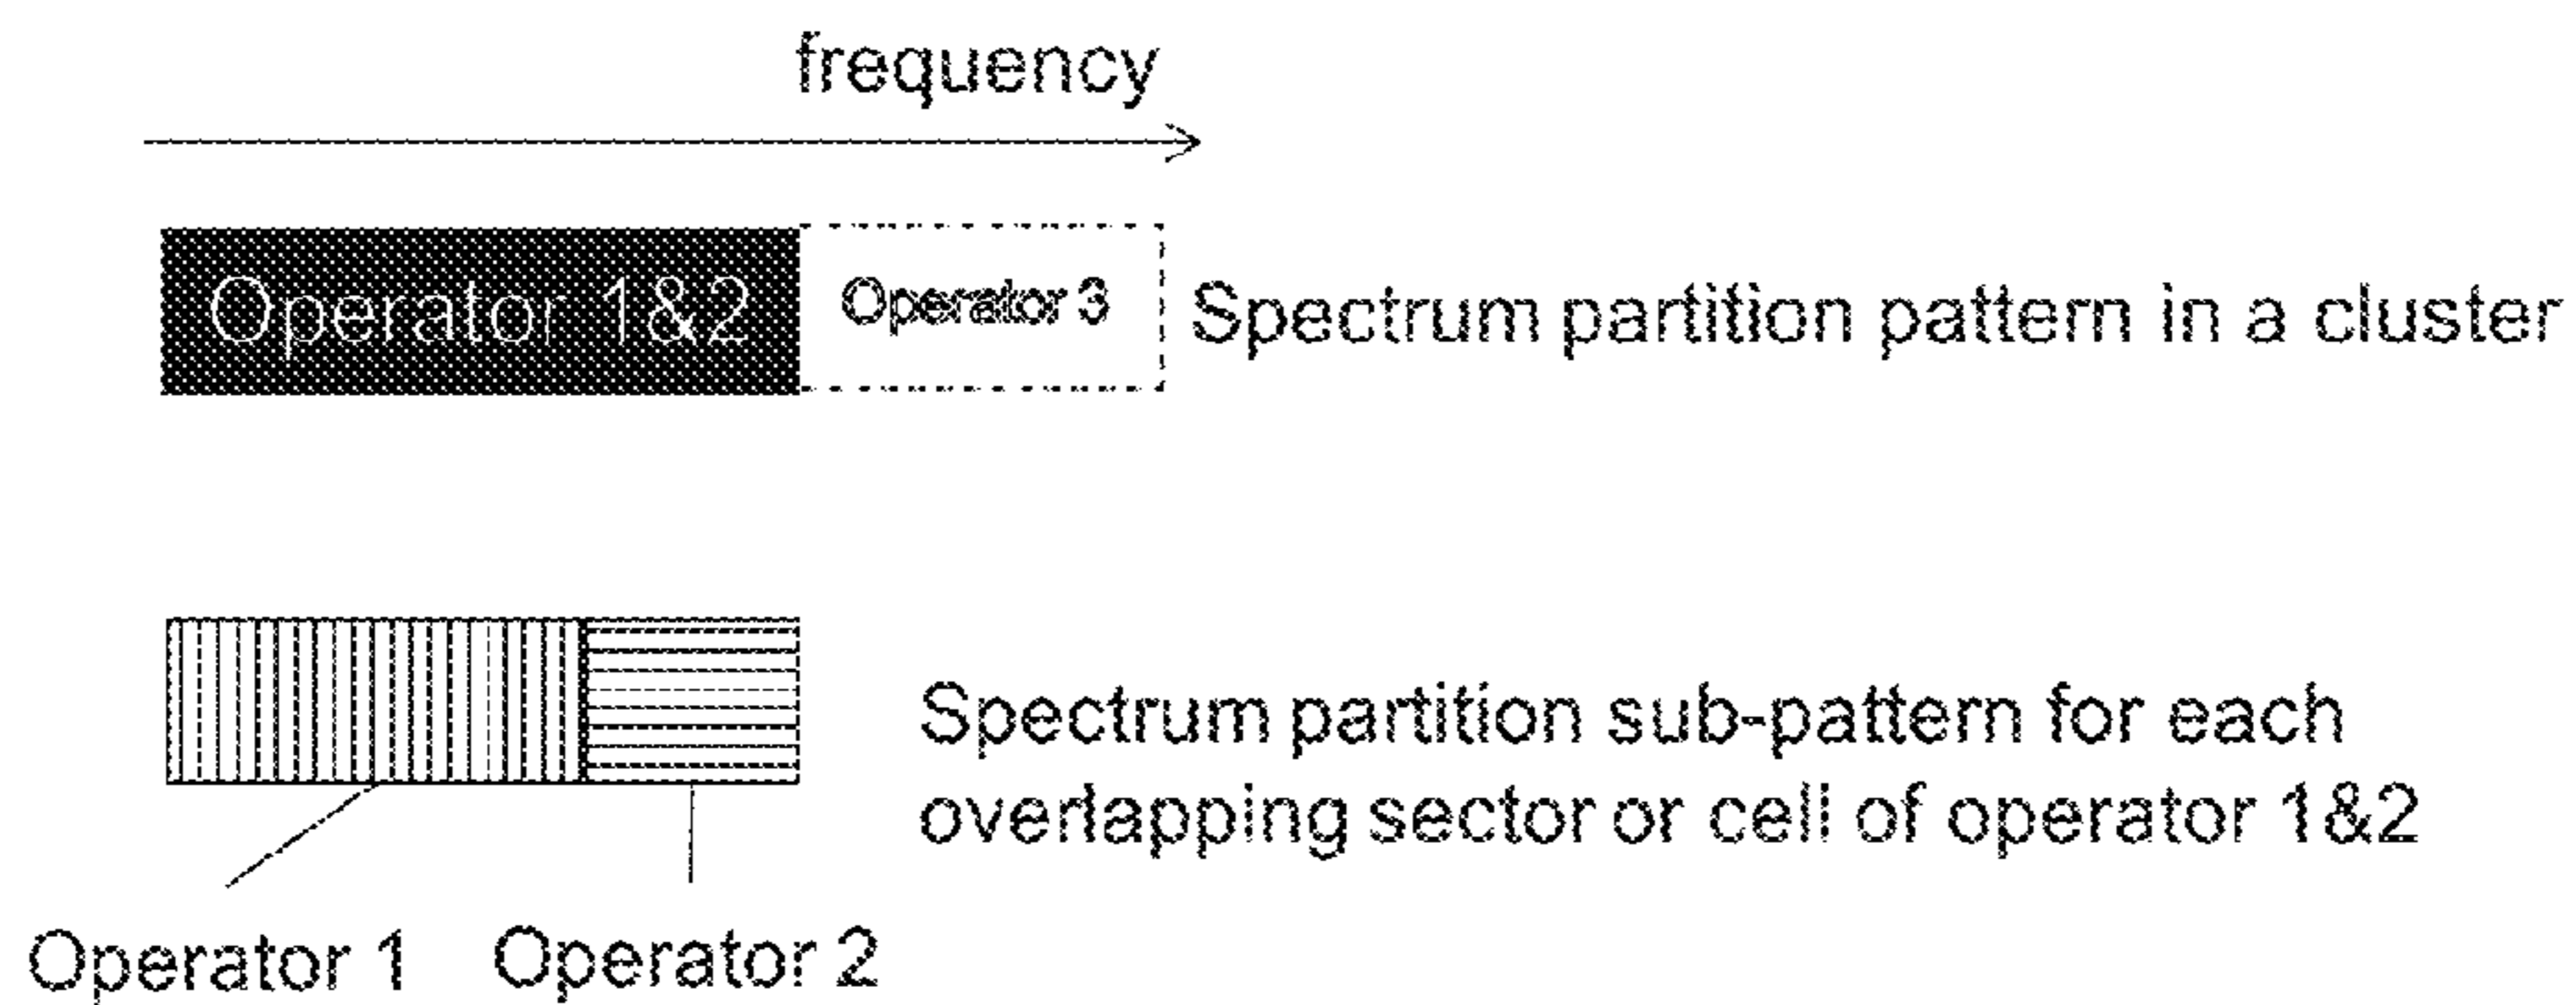 frequency
Operator 1&2
Operator 3
Spectrum partition pattern in a cluster
Spectrum partition sub-pattern for each
overlapping sector or cell of operator 1&2
Operator 1
Operator 2